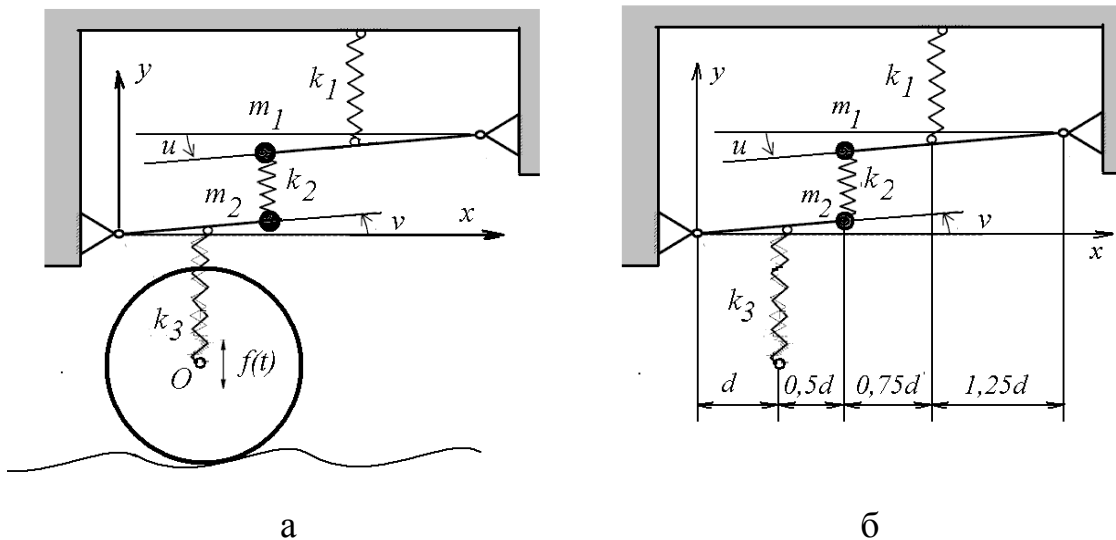 y
k1
m1
u
k2
m2
x
v
k3
O
f(t)
а
y
k1
m1
u
k2
m2
v
x
k3
d
0,5d
0,75d
1,25d
б